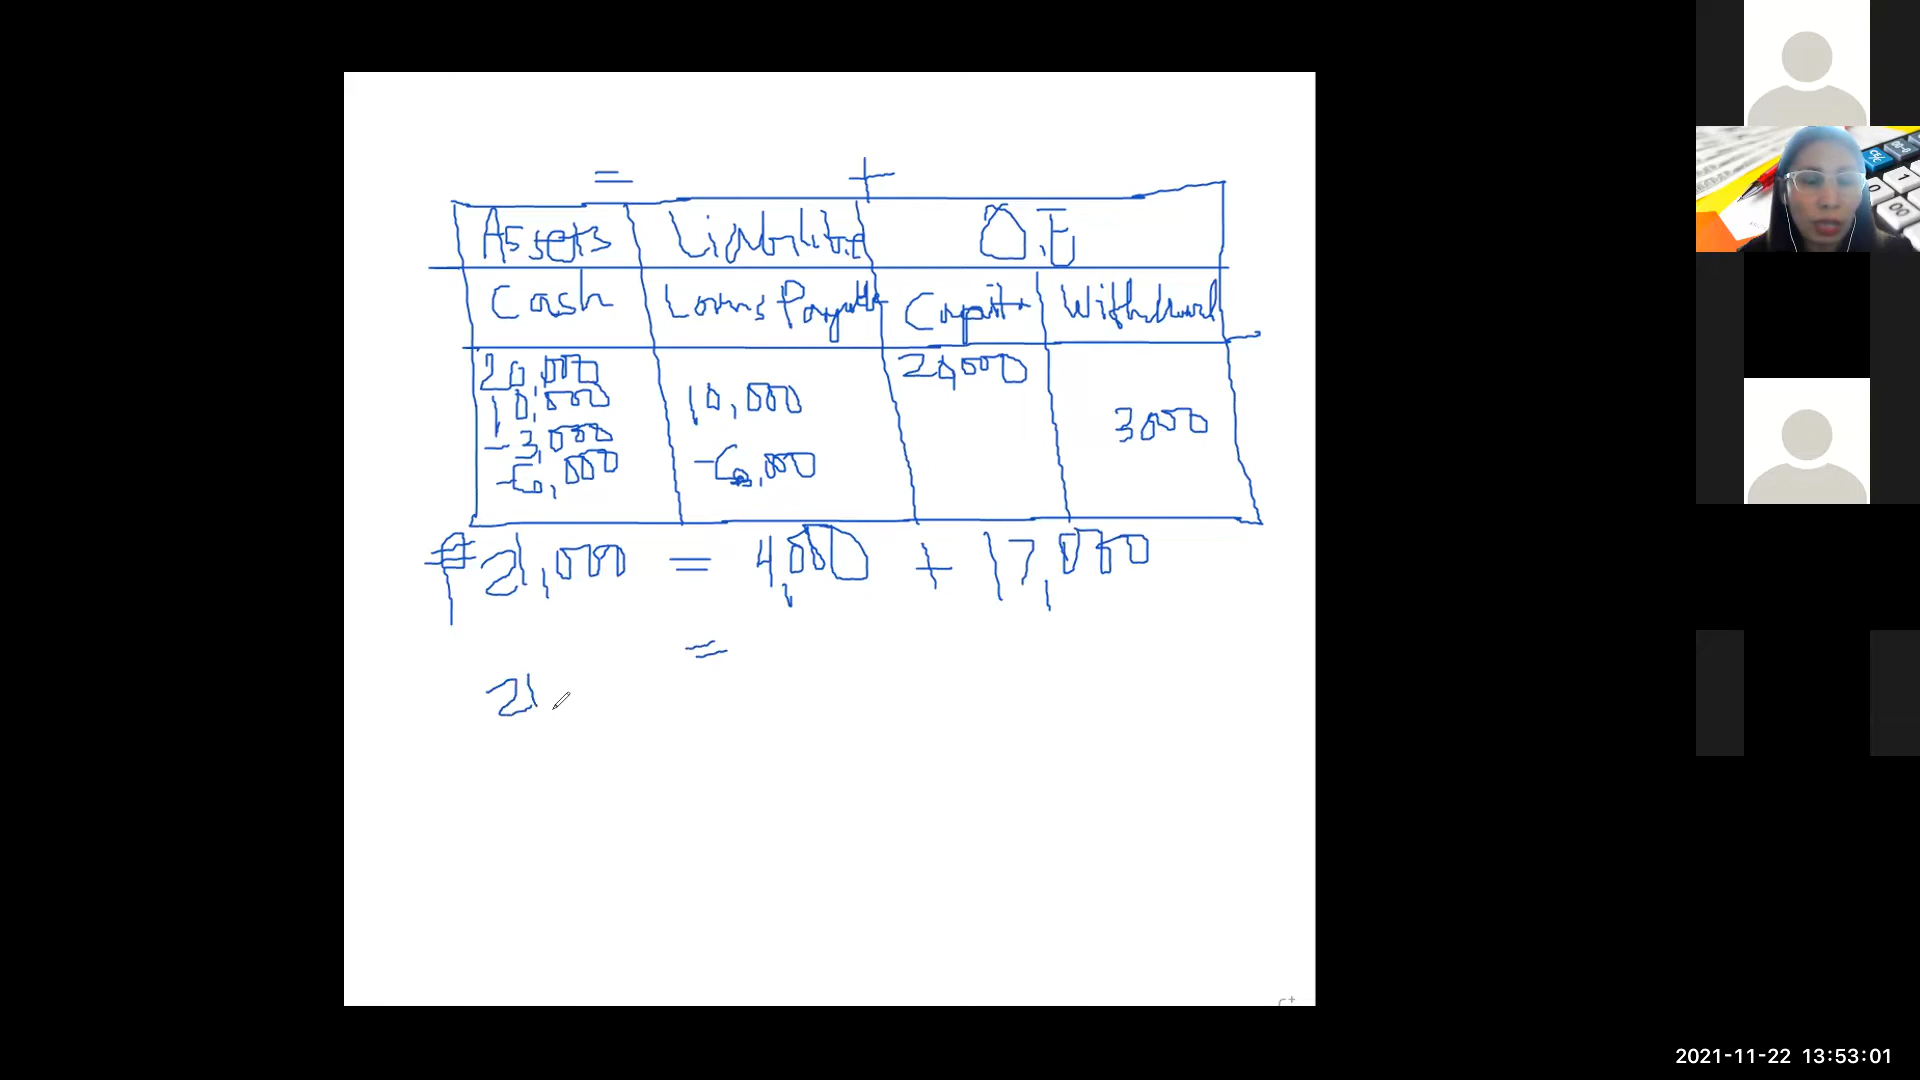 = +
Assets Liabilitie O.E
Cash Loans Payable Capital Withdrawal
20,000 20,000
10,000 10,000
-3,000 3000
-6,000 -6,000
₱21,000 = 4,000 + 17,000
=
21
2021-11-22 13:53:01